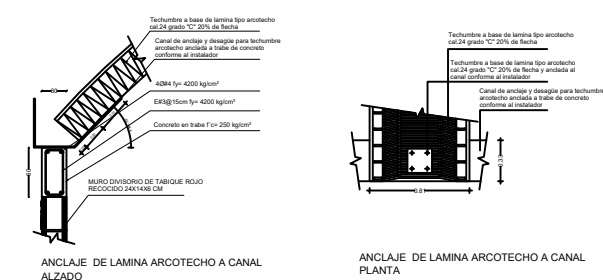 Techumbre a base de lamina tipo arcotecho
cal.24 grado "C" 20% de flecha
Canal de anclaje y desagüe para techumbre
arcotecho anclada a trabe de concreto
conforme al instalador
4Ø#4 fy= 4200 kg/cm²
E#3@15cm fy= 4200 kg/cm²
Concreto en trabe f'c= 250 kg/cm²
MURO DIVISORIO DE TABIQUE ROJO
RECOCIDO 24X14X6 CM
ANCLAJE DE LAMINA ARCOTECHO A CANAL
ALZADO
Techumbre a base de lamina tipo arcotecho
cal.24 grado "C" 20% de flecha
Techumbre a base de lamina tipo arcotecho
cal.24 grado "C" 20% de flecha y anclada al
canal conforme al instalador
Canal de anclaje y desagüe para techumbre
arcotecho anclada a trabe de concreto
conforme al instalador
0.33
0.81
ANCLAJE DE LAMINA ARCOTECHO A CANAL
PLANTA